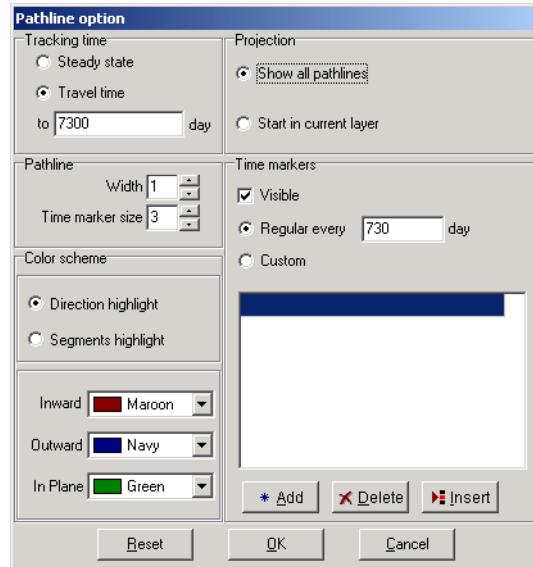 Pathline option
Tracking time
Steady state
Travel time
to 7300 day
Projection
Show all pathlines
Start in current layer
Pathline
Width 1
Time marker size 3
Time markers
Visible
Regular every 730 day
Custom
Color scheme
Direction highlight
Segments highlight
Inward Maroon
Outward Navy
In Plane Green
Add Delete Insert
Reset OK Cancel